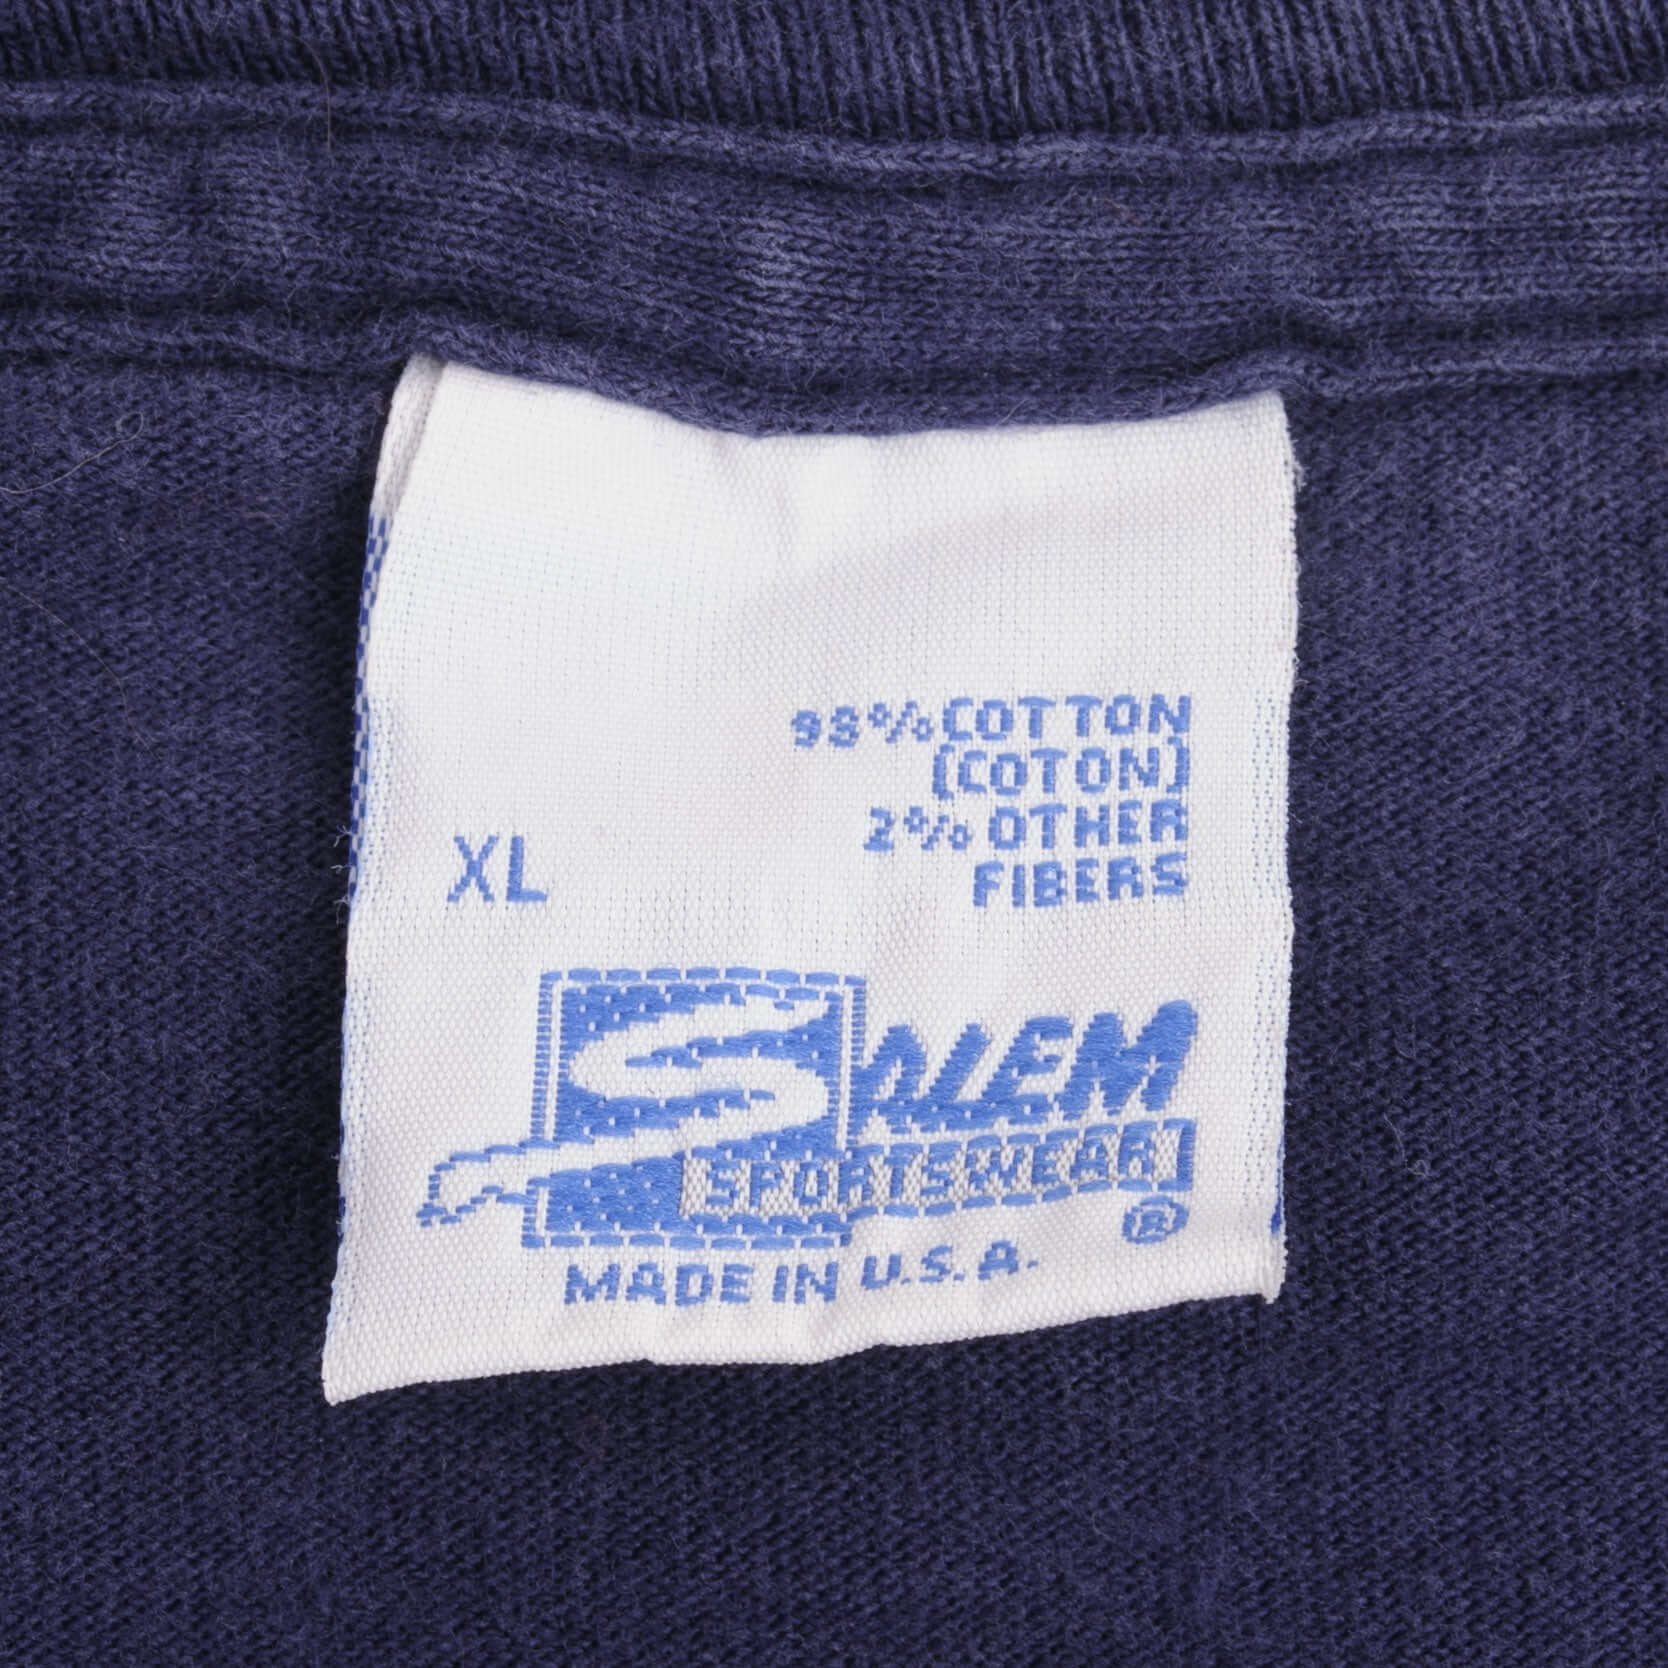 98% COTTON
(COTON)
2% OTHER
FIBERS
XL
SALEM
SPORTSWEAR
®
MADE IN U.S.A.